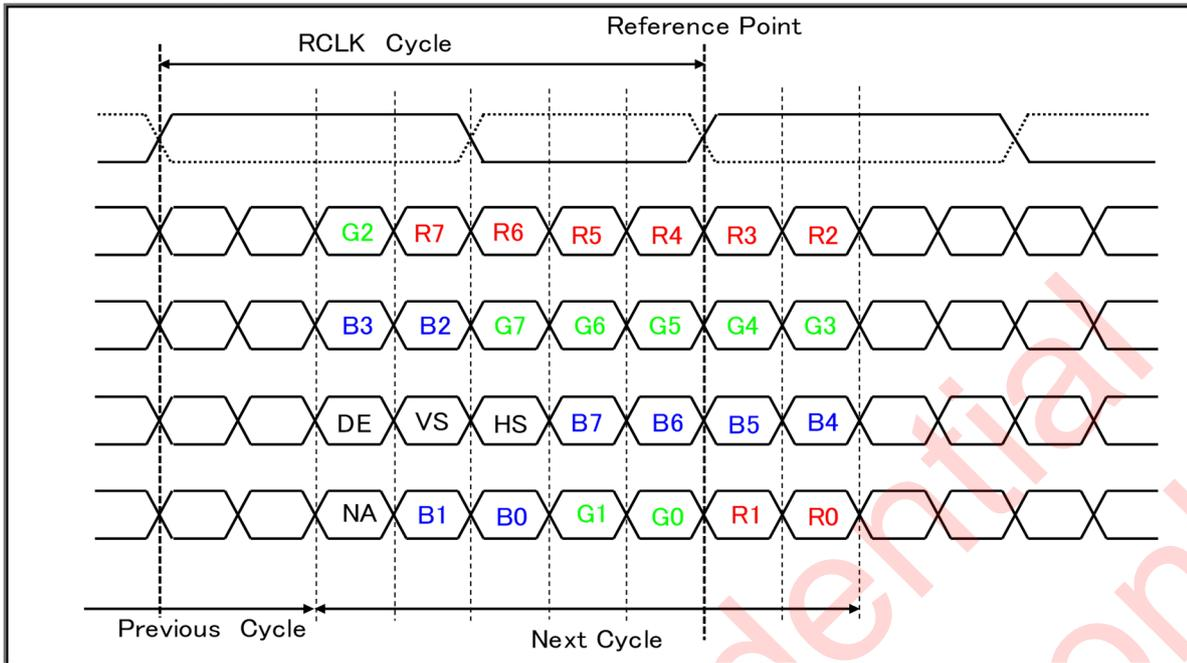 Reference Point
RCLK Cycle
G2 R7 R6 R5 R4 R3 R2
B3 B2 G7 G6 G5 G4 G3
DE VS HS B7 B6 B5 B4
NA B1 B0 G1 G0 R1 R0
Previous Cycle
Next Cycle
dential